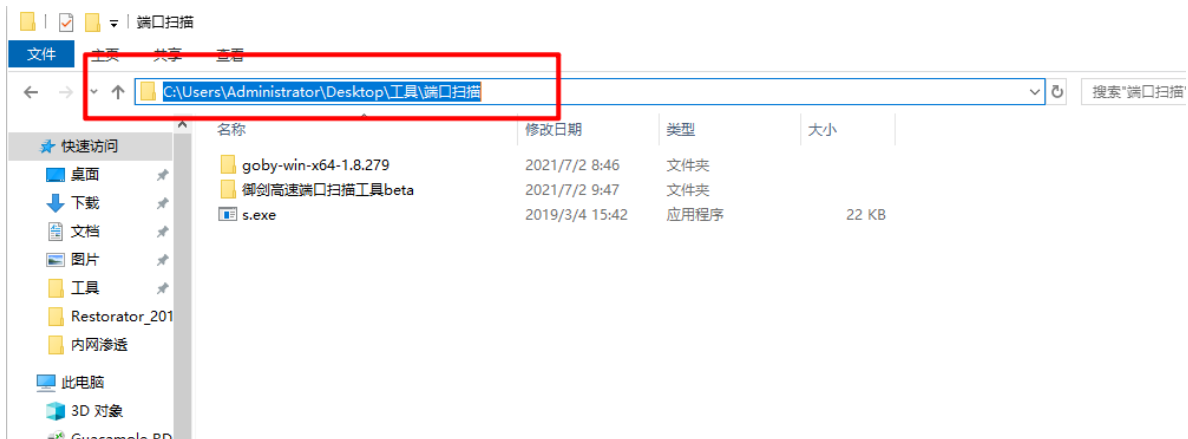 端口扫描
文件 主页 共享 查看
C:\Users\Administrator\Desktop\工具\端口扫描
搜索"端口扫描"
名称 修改日期 类型 大小
快速访问
goby-win-x64-1.8.279 2021/7/2 8:46 文件夹
桌面
御剑高速端口扫描工具beta 2021/7/2 9:47 文件夹
下载
s.exe 2019/3/4 15:42 应用程序 22 KB
文档
图片
工具
Restorator_201
内网渗透
此电脑
3D 对象
Guacamole RD